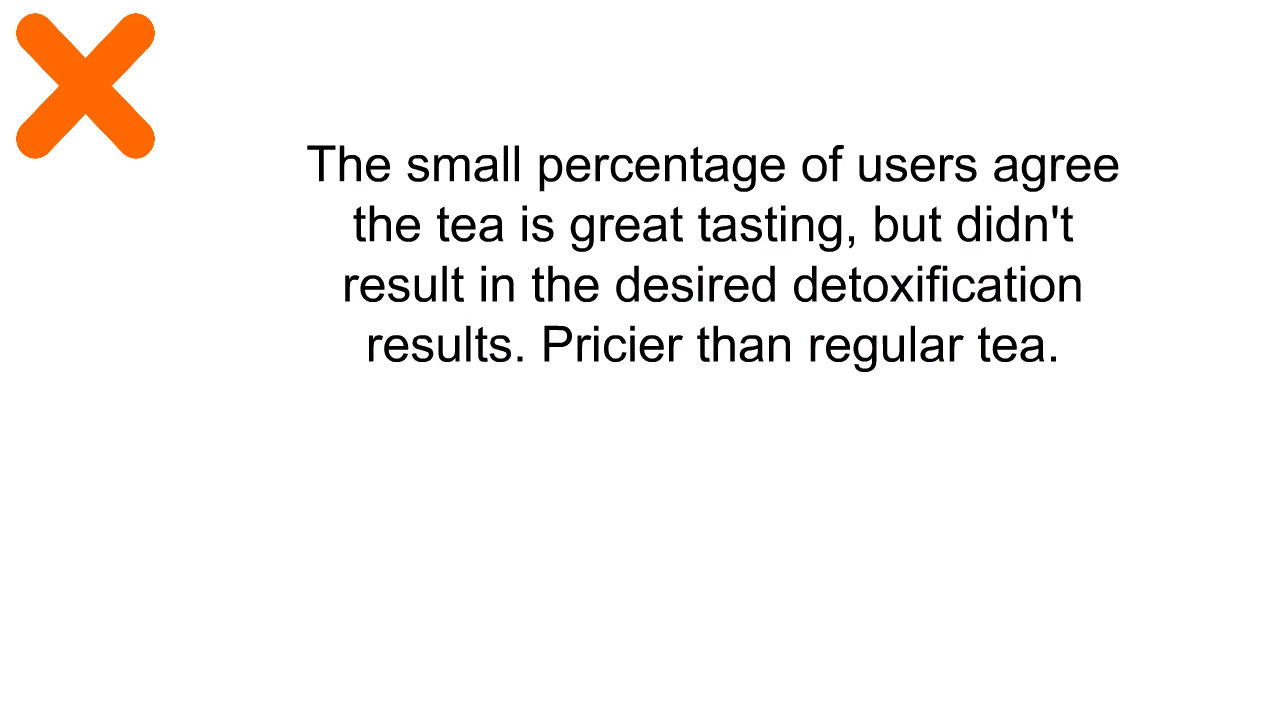 The small percentage of users agree
the tea is great tasting, but didn't
result in the desired detoxification
results. Pricier than regular tea.